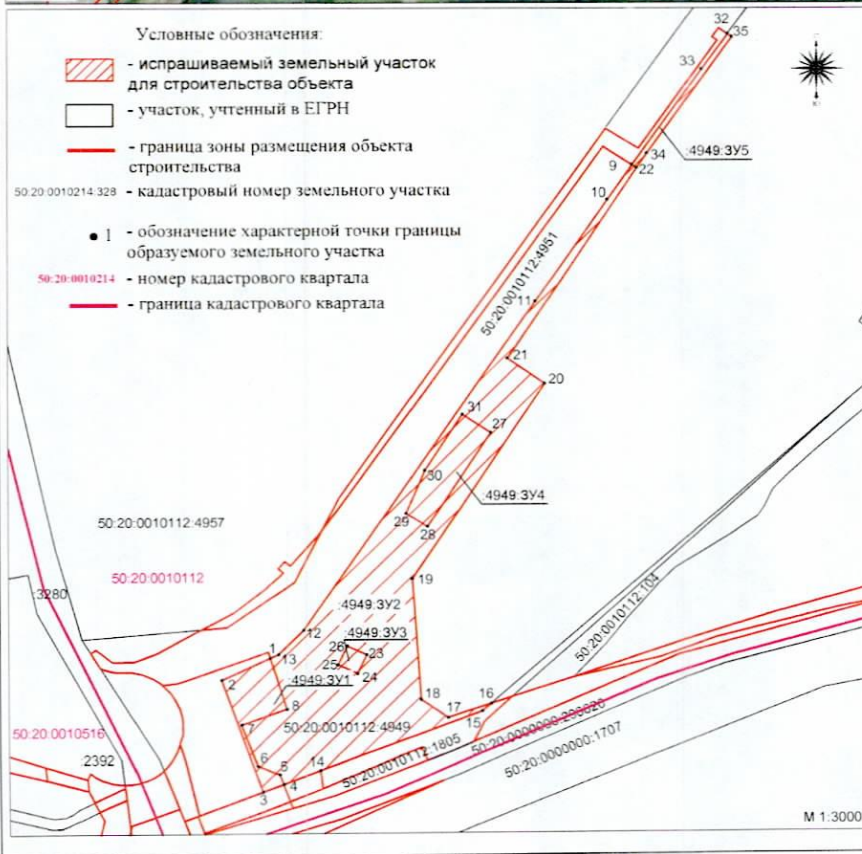 Условные обозначения:
- испрашиваемый земельный участок
для строительства объекта
- участок, учтенный в ЕГРН
- граница зоны размещения объекта
строительства
50:20:0010214:328 - кадастровый номер земельного участка
1 - обозначение характерной точки границы
образуемого земельного участка
50:20:0010214 - номер кадастрового квартала
- граница кадастрового квартала
32
35
33
34
:4949:ЗУ5
9
22
10
50:20:0010112:4951
11
21
20
31
27
30
:4949:ЗУ4
29
28
50:20:0010112:4957
50:20:0010112
:3280
19
:4949:ЗУ2
12
:4949:ЗУ3
50:20:0010112:104
1
13
26
23
25
24
2
:4949:ЗУ1
8
18
16
17
15
7
50:20:0010112:4949
50:20:0010516
:2392
6
5
14
3
4
50:20:0010112:1805
50:20:0000000:1707
М 1:3000